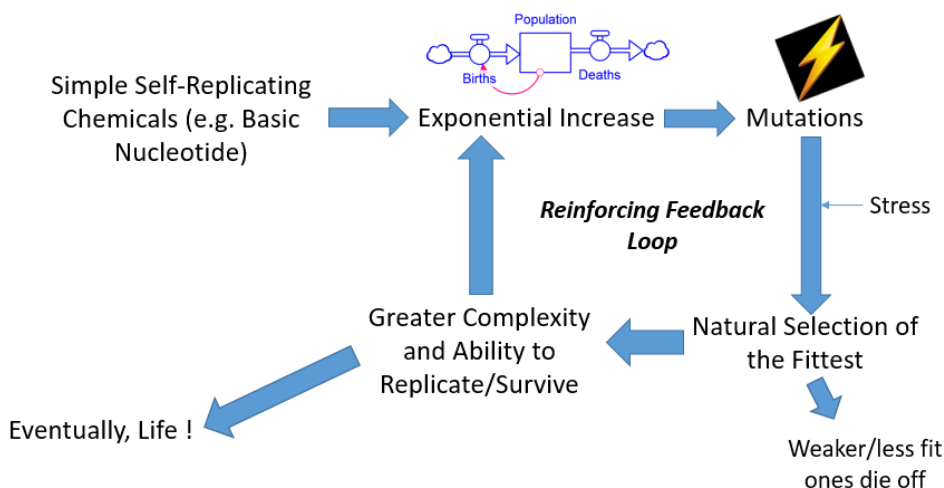 Population
Births
Deaths
Simple Self-Replicating
Chemicals (e.g. Basic
Nucleotide)
Exponential Increase
Mutations
Reinforcing Feedback
Loop
Stress
Natural Selection of
the Fittest
Greater Complexity
and Ability to
Replicate/Survive
Eventually, Life !
Weaker/less fit
ones die off